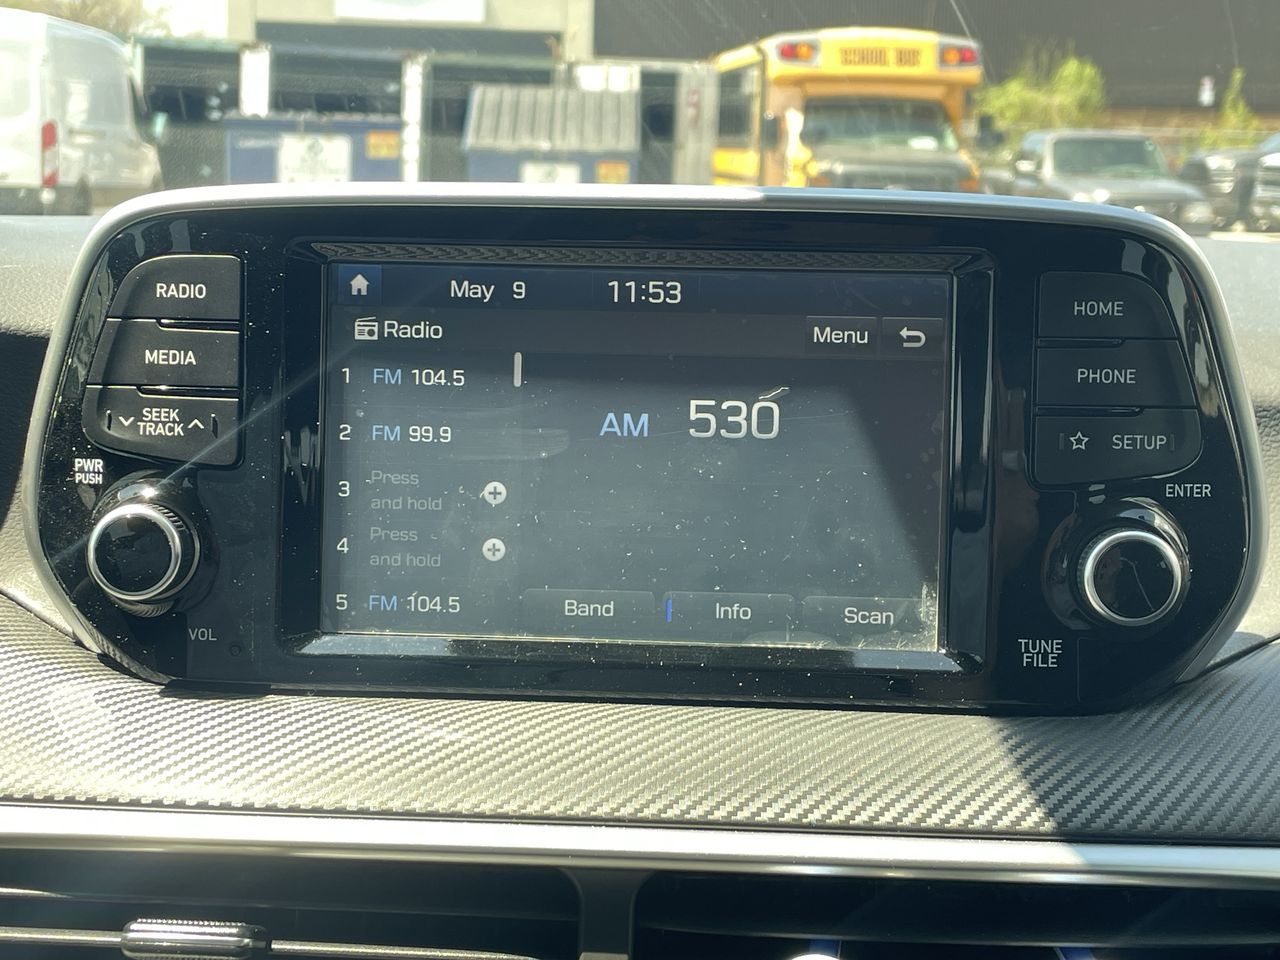 SCHOOL BUS
RADIO
MEDIA
SEEK
TRACK
PWR
PUSH
VOL
May 9 11:53
Radio
Menu
1 FM 104.5
2 FM 99.9
3 Press
and hold
4 Press
and hold
5 FM 104.5
AM 530
Band
Info
Scan
HOME
PHONE
SETUP
ENTER
TUNE
FILE